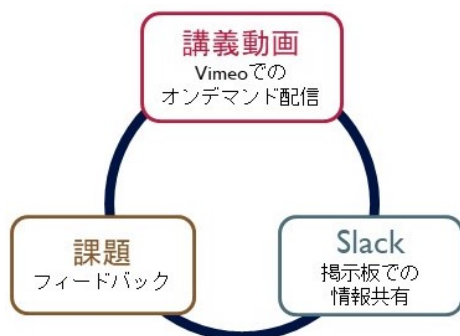 講義動画
Vimeoでの
オンデマンド配信
課題
フィードバック
Slack
掲示板での
情報共有